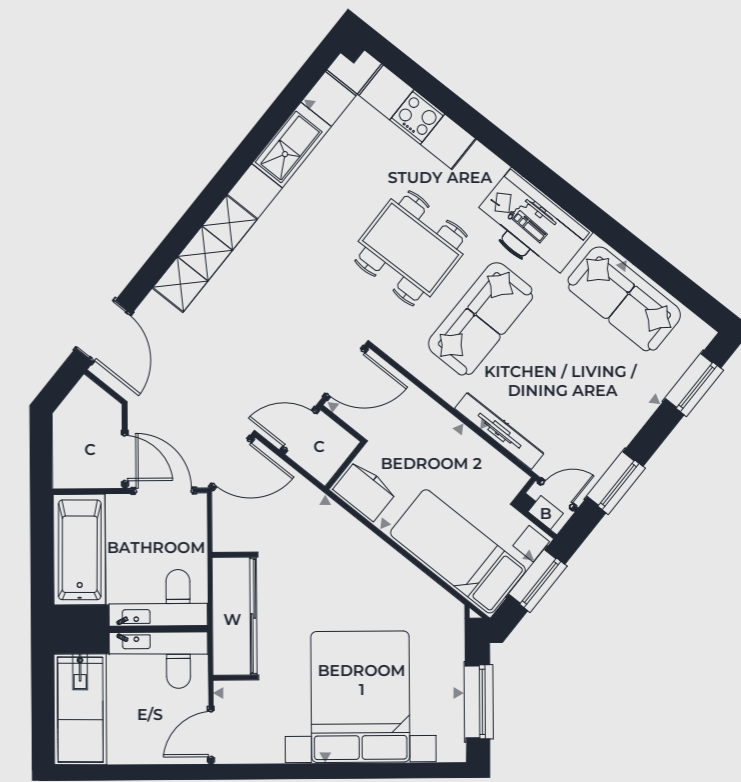 STUDY AREA
KITCHEN / LIVING /
DINING AREA
C
C
BEDROOM 2
B
BATHROOM
W
BEDROOM
1
E/S